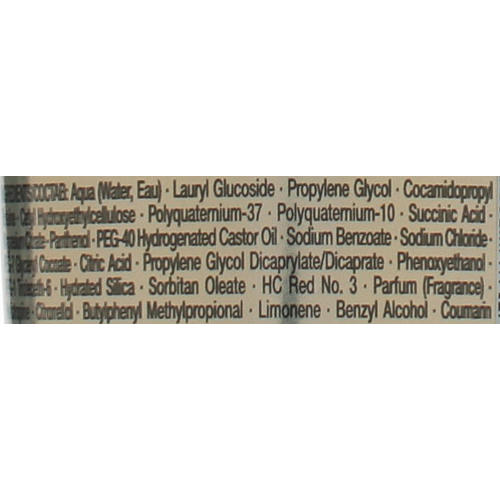 Aqua (Water, Eau) · Lauryl Glucoside · Propylene Glycol · Cocamidopropyl
Hydroxyethylcellulose · Polyquaternium-37 · Polyquaternium-10 · Succinic Acid ·
Panthenol · PEG-40 Hydrogenated Castor Oil · Sodium Benzoate · Sodium Chloride ·
Glyceryl Cocoate · Citric Acid · Propylene Glycol Dicaprylate/Dicaprate · Phenoxyethanol ·
Hydrated Silica · Sorbitan Oleate · HC Red No. 3 · Parfum (Fragrance) ·
Citronellol · Butylphenyl Methylpropional · Limonene · Benzyl Alcohol · Coumarin